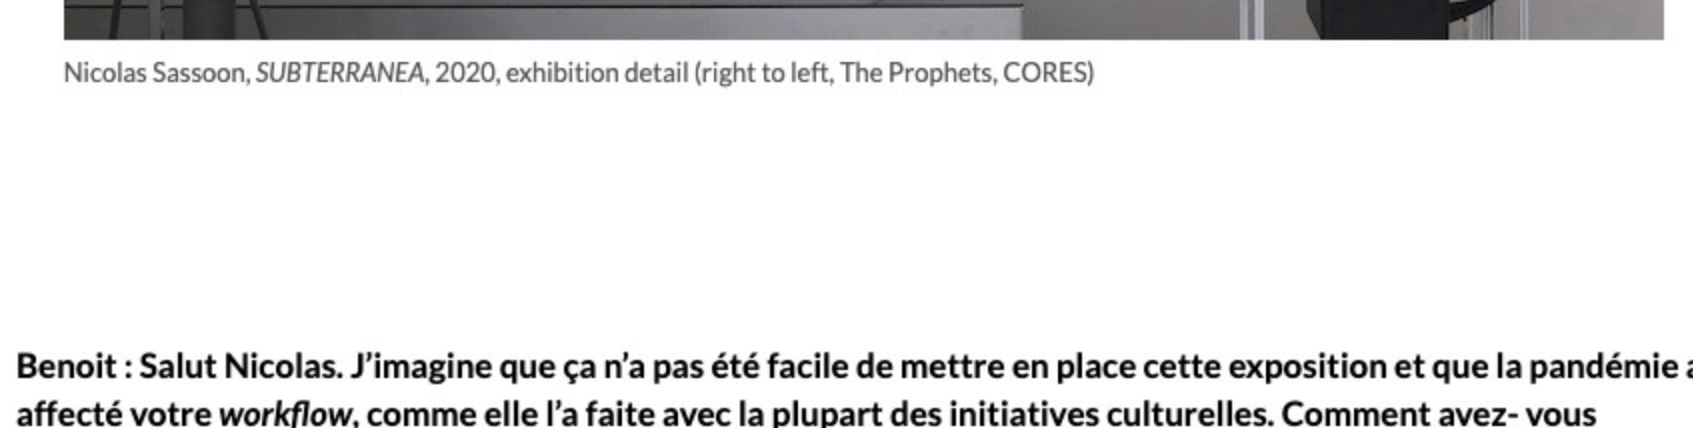 Nicolas Sassoon, SUBTERRANEA, 2020, exhibition detail (right to left, The Prophets, CORES)
Benoit : Salut Nicolas. J’imagine que ça n’a pas été facile de mettre en place cette exposition et que la pandémie a
affecté votre workflow, comme elle l’a faite avec la plupart des initiatives culturelles. Comment avez- vous